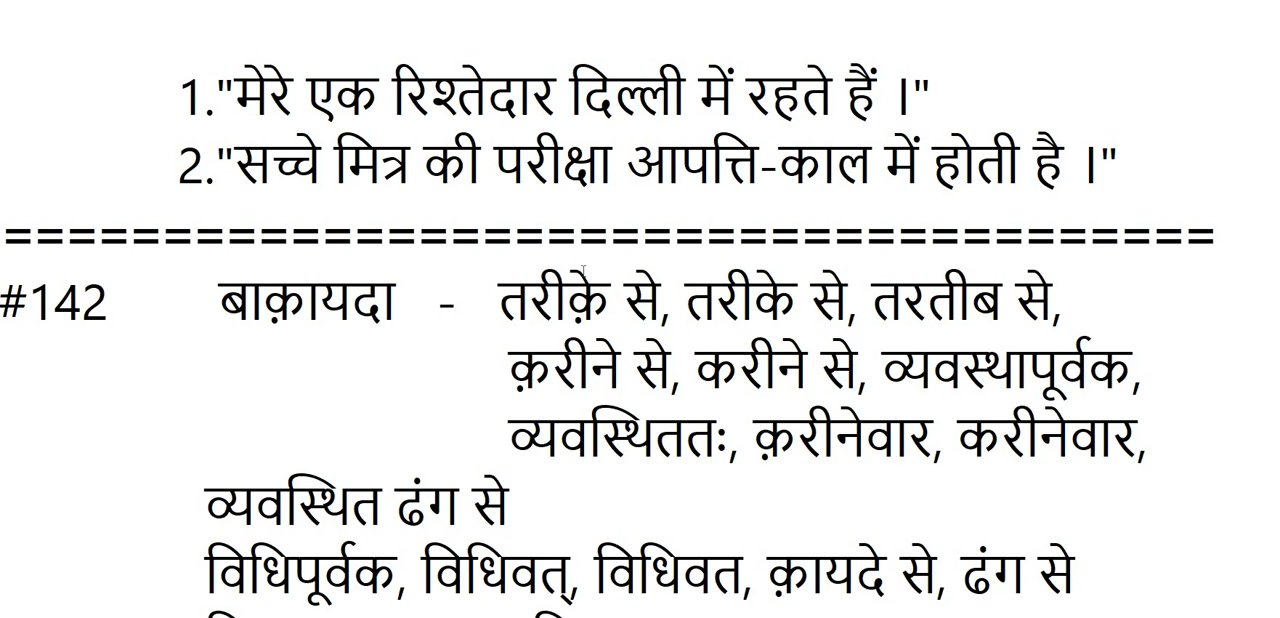 1."मेरे एक रिश्तेदार दिल्ली में रहते हैं ।"
2."सच्चे मित्र की परीक्षा आपत्ति-काल में होती है ।"
=======================================
#142 बाक़ायदा - तरीक़े से, तरीके से, तरतीब से,
क़रीने से, करीने से, व्यवस्थापूर्वक,
व्यवस्थिततः, क़रीनेवार, करीनेवार,
व्यवस्थित ढंग से
विधिपूर्वक, विधिवत्, विधिवत, क़ायदे से, ढंग से